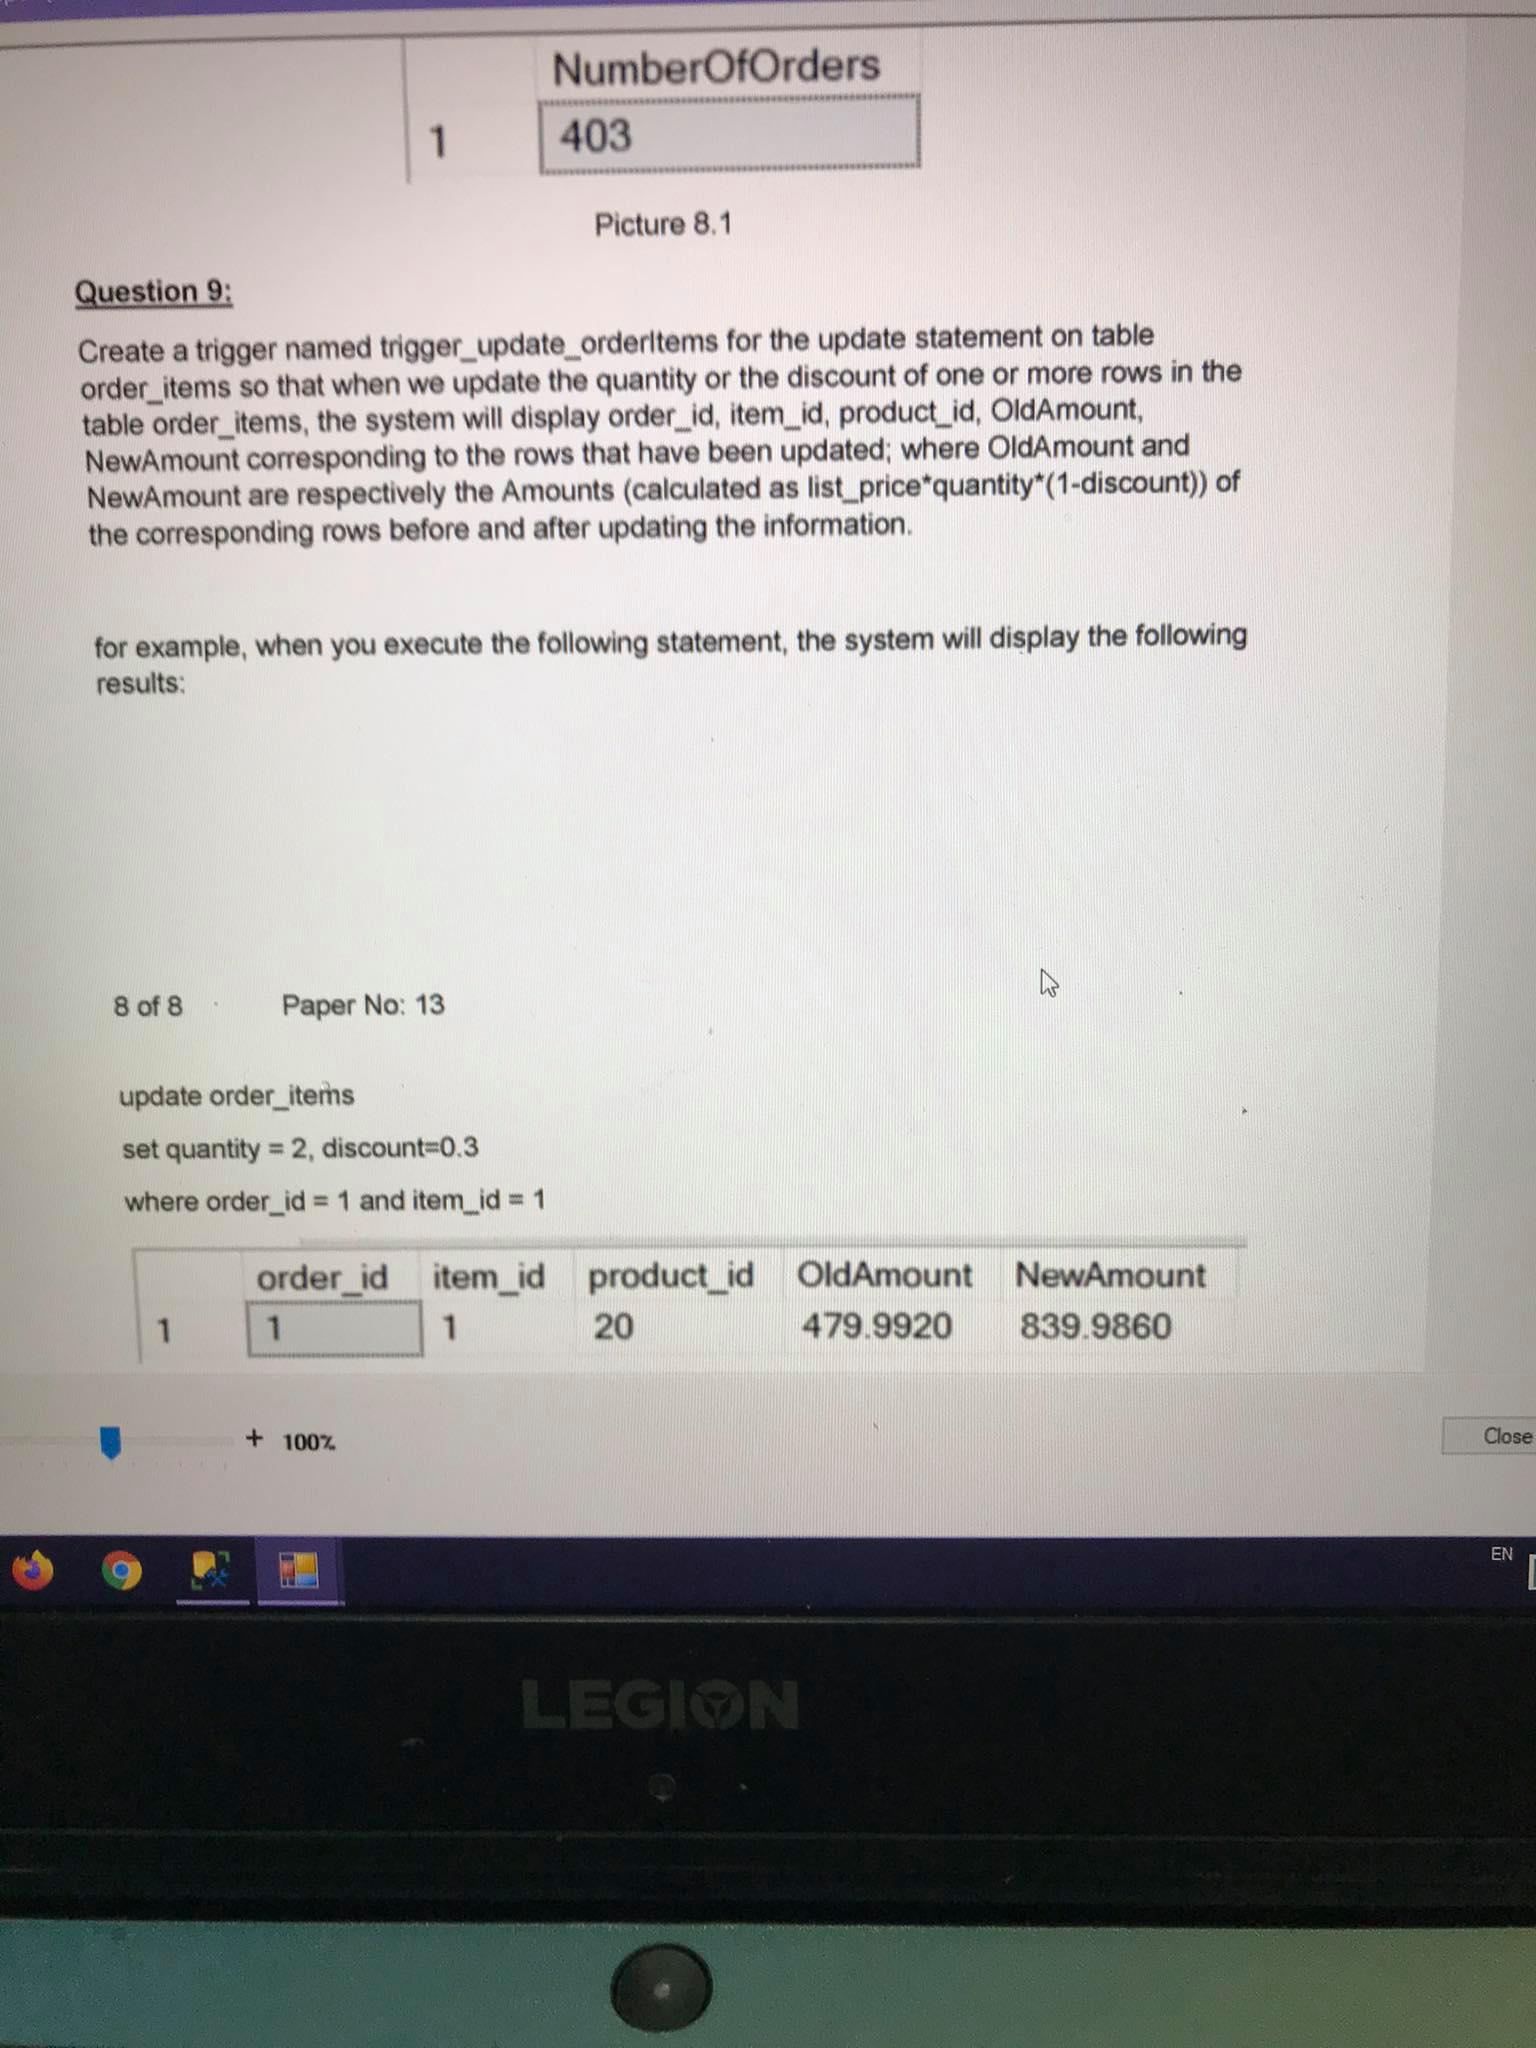 NumberOfOrders
1 403
Picture 8.1
Question 9:
Create a trigger named trigger_update_orderItems for the update statement on table
order_items so that when we update the quantity or the discount of one or more rows in the
table order_items, the system will display order_id, item_id, product_id, OldAmount,
NewAmount corresponding to the rows that have been updated; where OldAmount and
NewAmount are respectively the Amounts (calculated as list_price*quantity*(1-discount)) of
the corresponding rows before and after updating the information.
for example, when you execute the following statement, the system will display the following
results:
8 of 8 Paper No: 13
update order_items
set quantity = 2, discount=0.3
where order_id = 1 and item_id = 1
order_id item_id product_id OldAmount NewAmount
1 1 1 20 479.9920 839.9860
+ 100%
Close
EN
LEGION